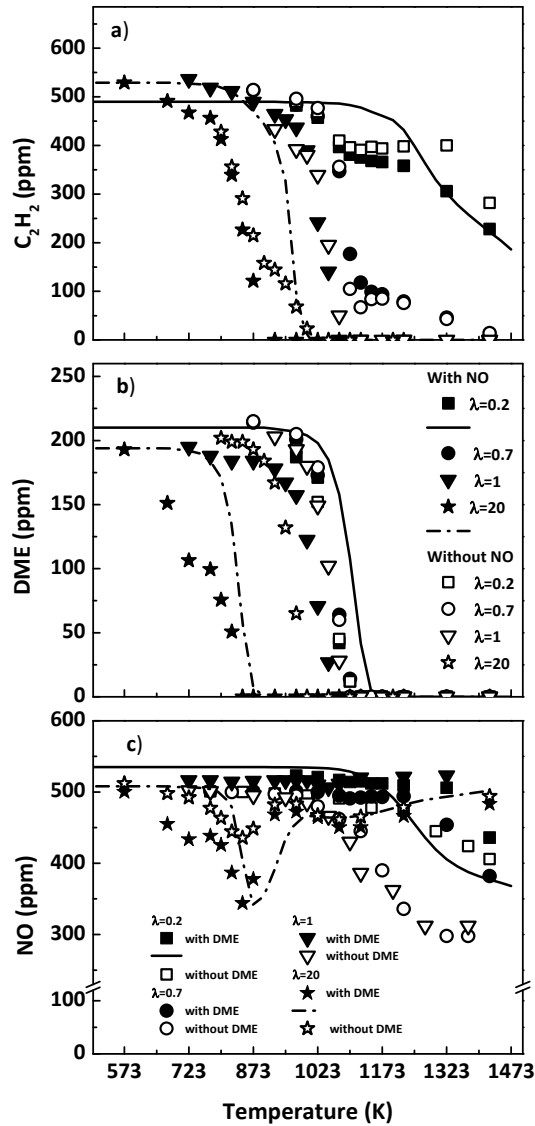 a)
600
500
400
300
200
100
0
C₂H₂ (ppm)
b)
250
200
150
100
50
0
DME (ppm)
With NO
λ=0.2
λ=0.7
λ=1
λ=20
Without NO
λ=0.2
λ=0.7
λ=1
λ=20
c)
600
500
400
300
100
0
NO (ppm)
λ=0.2
with DME
without DME
λ=0.7
with DME
without DME
λ=1
with DME
without DME
λ=20
with DME
without DME
573 723 873 1023 1173 1323 1473
Temperature (K)